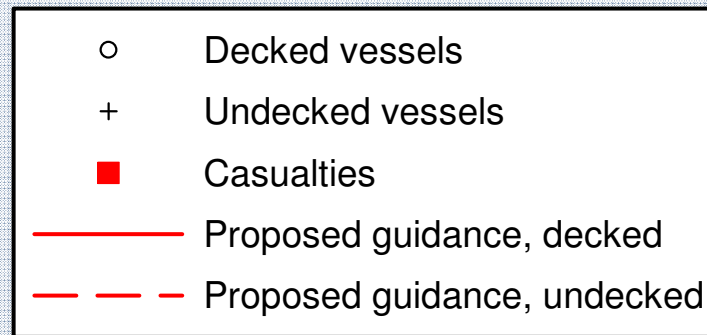 Decked vessels
Undecked vessels
Casualties
Proposed guidance, decked
Proposed guidance, undecked